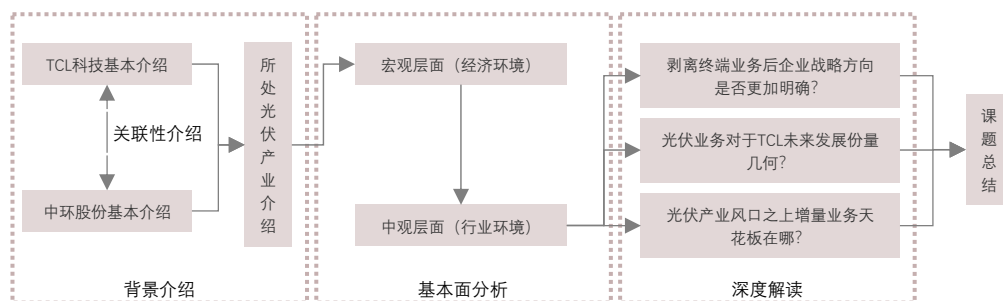 TCL科技基本介绍
关联性介绍
中环股份基本介绍
所处光伏产业介绍
背景介绍
宏观层面（经济环境）
中观层面（行业环境）
基本面分析
剥离终端业务后企业战略方向
是否更加明确？
光伏业务对于TCL未来发展份量
几何？
光伏产业风口之上增量业务天
花板在哪？
深度解读
课题总结